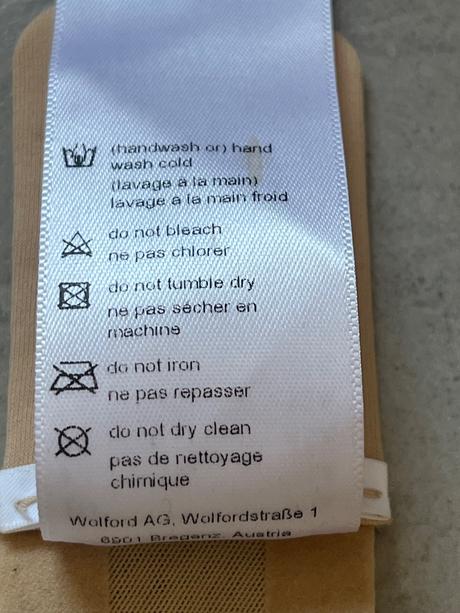 (handwash or) hand
wash cold
(lavage à la main)
lavage à la main froid
do not bleach
ne pas chlorer
do not tumble dry
ne pas sécher en
machine
do not iron
ne pas repasser
do not dry clean
pas de nettoyage
chimique
Wolford AG, Wolfordstraße 1
6901 Bregenz, Austria